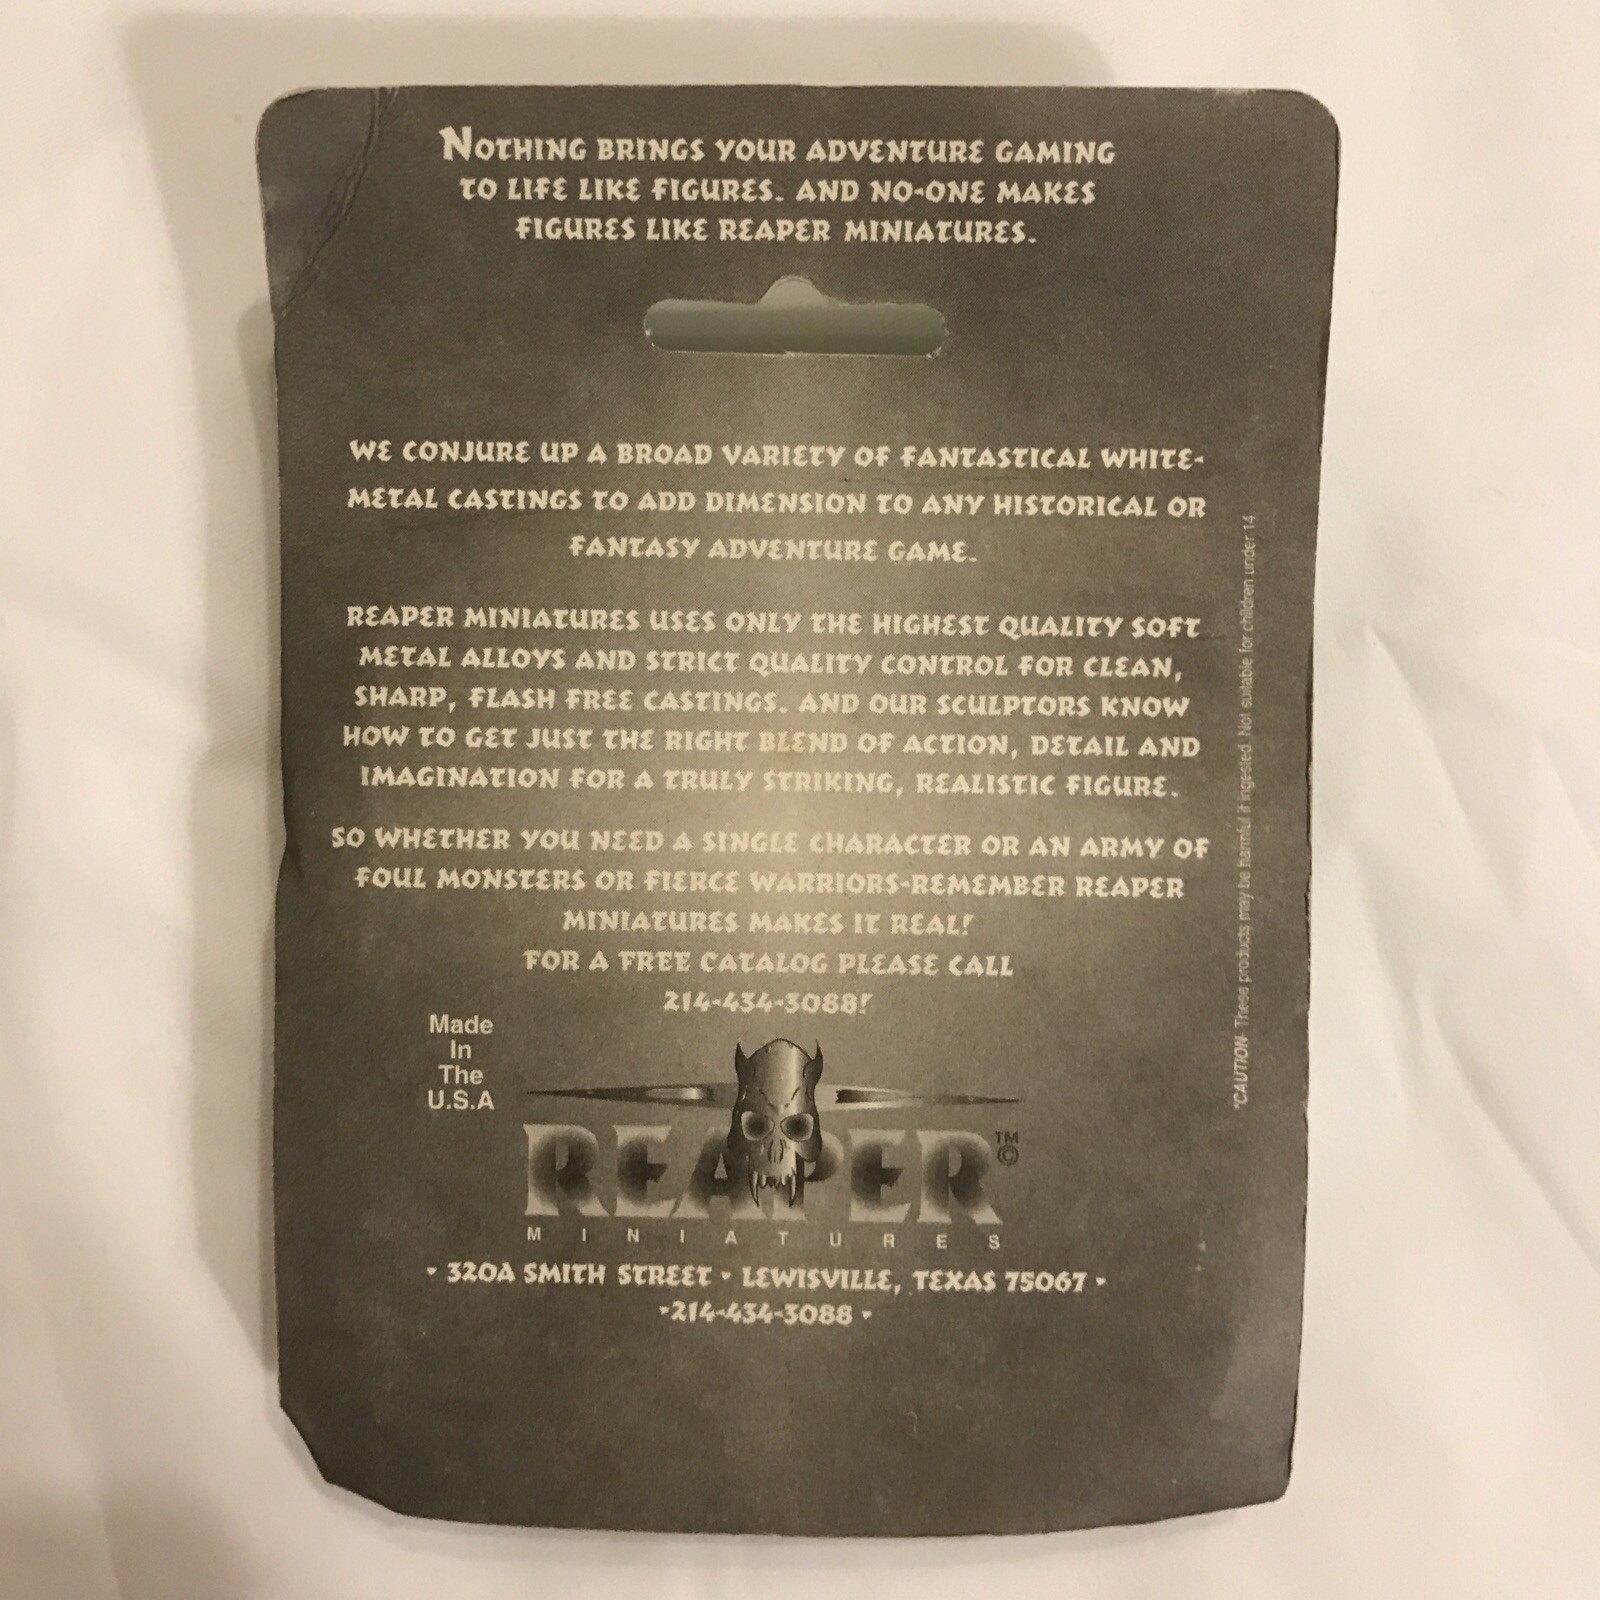 NOTHING BRINGS YOUR ADVENTURE GAMING
TO LIFE LIKE FIGURES. AND NO-ONE MAKES
FIGURES LIKE REAPER MINIATURES.
WE CONJURE UP A BROAD VARIETY OF FANTASTICAL WHITE-
METAL CASTINGS TO ADD DIMENSION TO ANY HISTORICAL OR
FANTASY ADVENTURE GAME.
REAPER MINIATURES USES ONLY THE HIGHEST QUALITY SOFT
METAL ALLOYS AND STRICT QUALITY CONTROL FOR CLEAN,
SHARP, FLASH FREE CASTINGS. AND OUR SCULPTORS KNOW
HOW TO GET JUST THE RIGHT BLEND OF ACTION, DETAIL AND
IMAGINATION FOR A TRULY STRIKING, REALISTIC FIGURE.
SO WHETHER YOU NEED A SINGLE CHARACTER OR AN ARMY OF
FOUL MONSTERS OR FIERCE WARRIORS-REMEMBER REAPER
MINIATURES MAKES IT REAL!
FOR A FREE CATALOG PLEASE CALL
214-434-3088!
Made
In
The
U.S.A
REAPER™©
MINIATURES
• 320A SMITH STREET • LEWISVILLE, TEXAS 75067 •
•214-434-3088 •
*CAUTION- These products may be harmful if ingested. Not suitable for children under 14